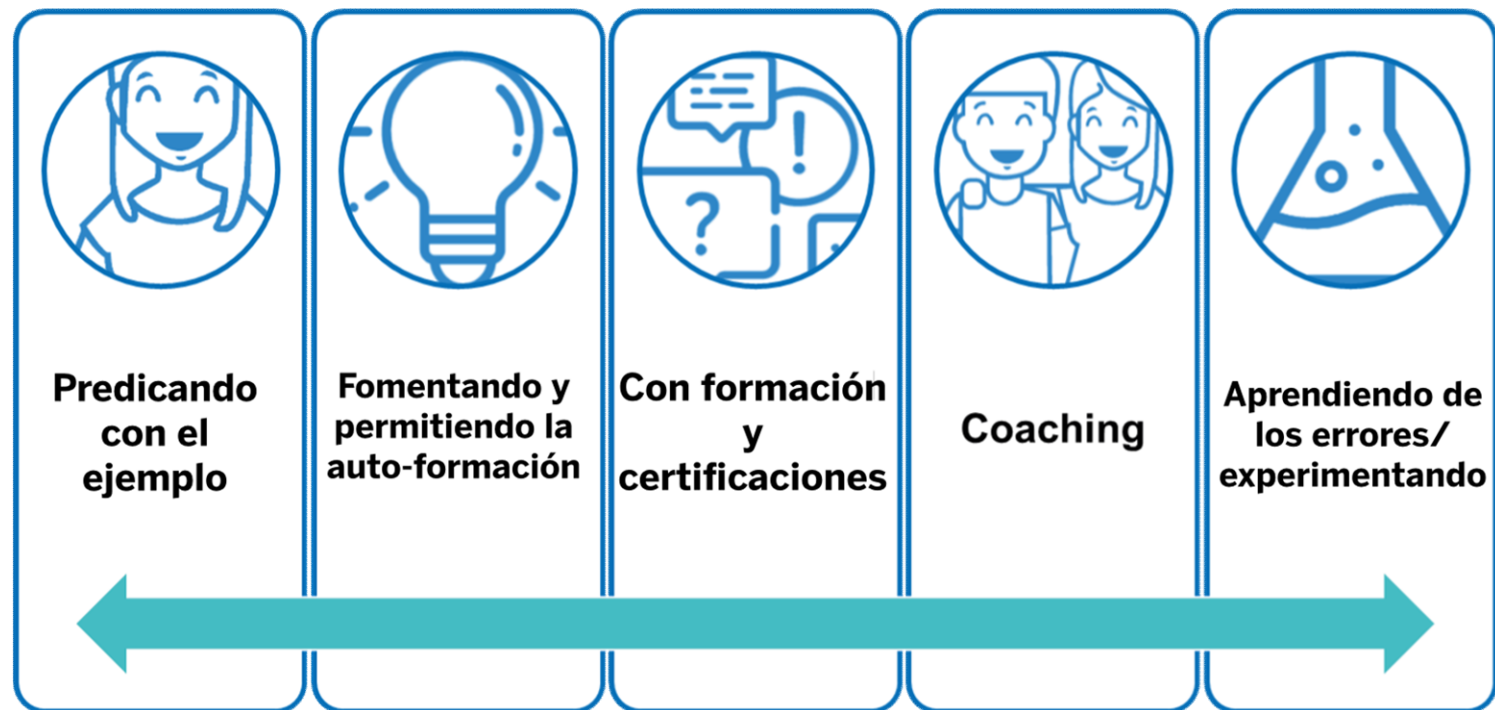 Predicando
con el
ejemplo
Fomentando y
permitiendo la
auto-formación
Con formación
y
certificaciones
Coaching
Aprendiendo de
los errores/
experimentando